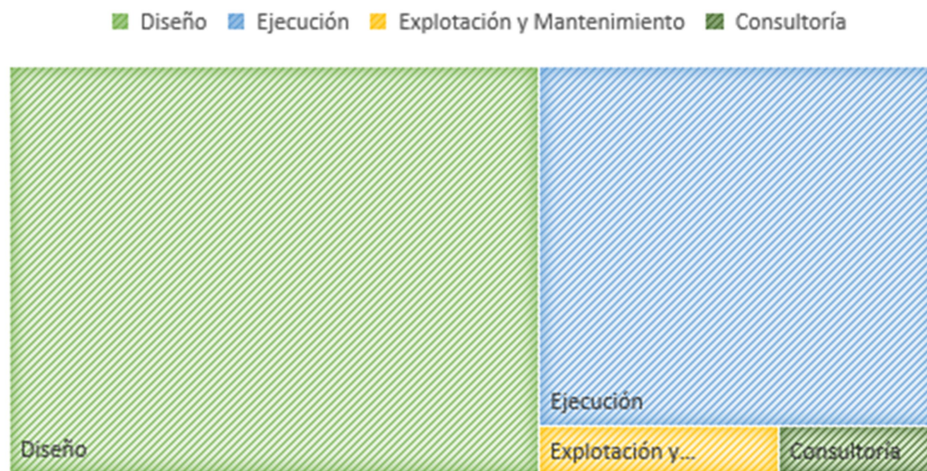 Diseño Ejecución Explotación y Mantenimiento Consultoría
Ejecución
Diseño
Explotación y...
Consultoría